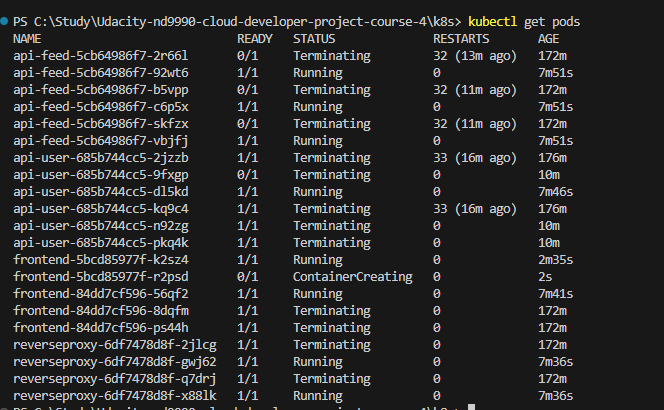 PS C:\Study\Udacity-nd9990-cloud-developer-project-course-4\k8s> kubectl get pods
NAME READY STATUS RESTARTS AGE
api-feed-5cb64986f7-2r66l 0/1 Terminating 32 (13m ago) 172m
api-feed-5cb64986f7-92wt6 1/1 Running 0 7m51s
api-feed-5cb64986f7-b5vpp 0/1 Terminating 32 (11m ago) 172m
api-feed-5cb64986f7-c6p5x 1/1 Running 0 7m51s
api-feed-5cb64986f7-skfzx 0/1 Terminating 32 (11m ago) 172m
api-feed-5cb64986f7-vbjfj 1/1 Running 0 7m51s
api-user-685b744cc5-2jzzb 1/1 Terminating 33 (16m ago) 176m
api-user-685b744cc5-9fxgp 0/1 Terminating 0 10m
api-user-685b744cc5-dl5kd 1/1 Running 0 7m46s
api-user-685b744cc5-kq9c4 1/1 Terminating 33 (16m ago) 176m
api-user-685b744cc5-n92zg 1/1 Terminating 0 10m
api-user-685b744cc5-pkq4k 1/1 Terminating 0 10m
frontend-5bcd85977f-k2sz4 1/1 Running 0 2m35s
frontend-5bcd85977f-r2psd 0/1 ContainerCreating 0 2s
frontend-84dd7cf596-56qf2 1/1 Running 0 7m41s
frontend-84dd7cf596-8dqfm 1/1 Terminating 0 172m
frontend-84dd7cf596-ps44h 1/1 Terminating 0 172m
reverseproxy-6df7478d8f-2jlcg 1/1 Terminating 0 172m
reverseproxy-6df7478d8f-gwj62 1/1 Running 0 7m36s
reverseproxy-6df7478d8f-q7drj 1/1 Terminating 0 172m
reverseproxy-6df7478d8f-x88lk 1/1 Running 0 7m36s
PS C:\Study\Udacity-nd9990-cloud-developer-project-course-4\k8s>